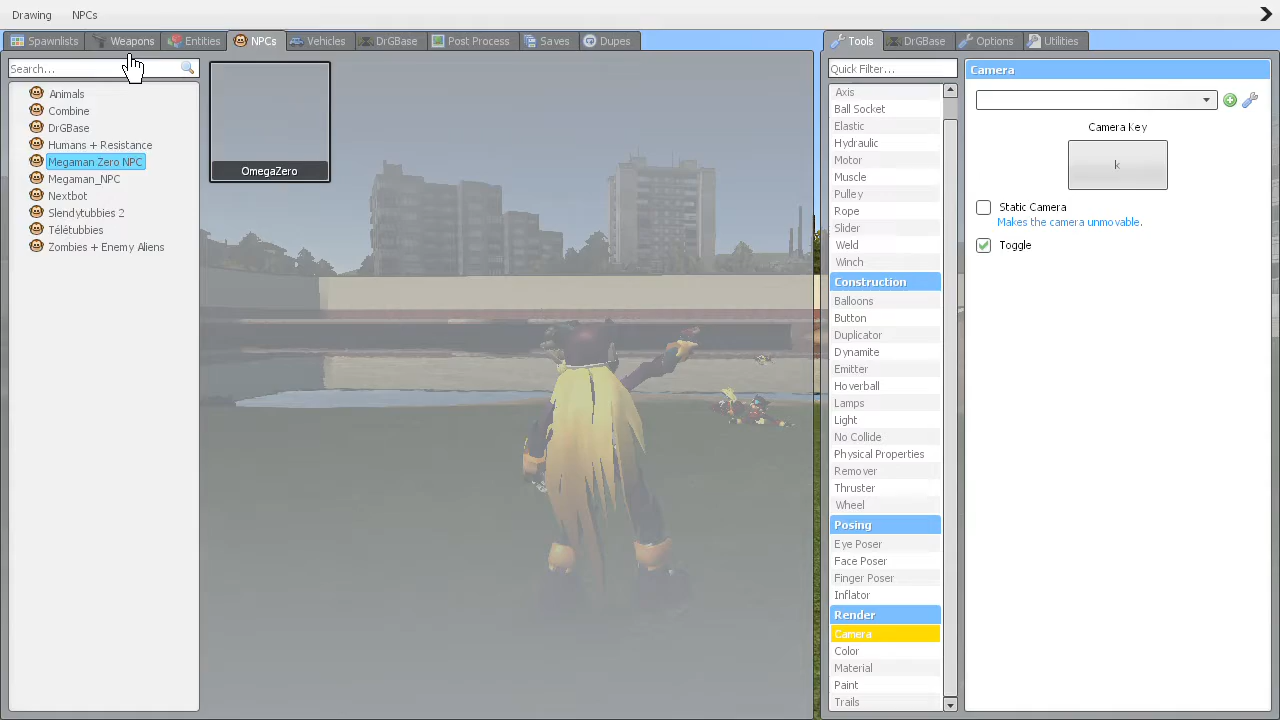 Drawing NPCs
Spawnlists Weapons Entities NPCs Vehicles DrGBase Post Process Saves Dupes
Tools DrGBase Options Utilities
Search...
Animals
Combine
DrGBase
Humans + Resistance
Megaman Zero NPC
Megaman_NPC
Nextbot
Slendytubbies 2
Télétubbies
Zombies + Enemy Aliens
OmegaZero
Quick Filter...
Axis
Ball Socket
Elastic
Hydraulic
Motor
Muscle
Pulley
Rope
Slider
Weld
Winch
Construction
Balloons
Button
Duplicator
Dynamite
Emitter
Hoverball
Lamps
Light
No Collide
Physical Properties
Remover
Thruster
Wheel
Posing
Eye Poser
Face Poser
Finger Poser
Inflator
Render
Camera
Color
Material
Paint
Trails
Camera
Camera Key
k
Static Camera
Makes the camera unmovable.
Toggle